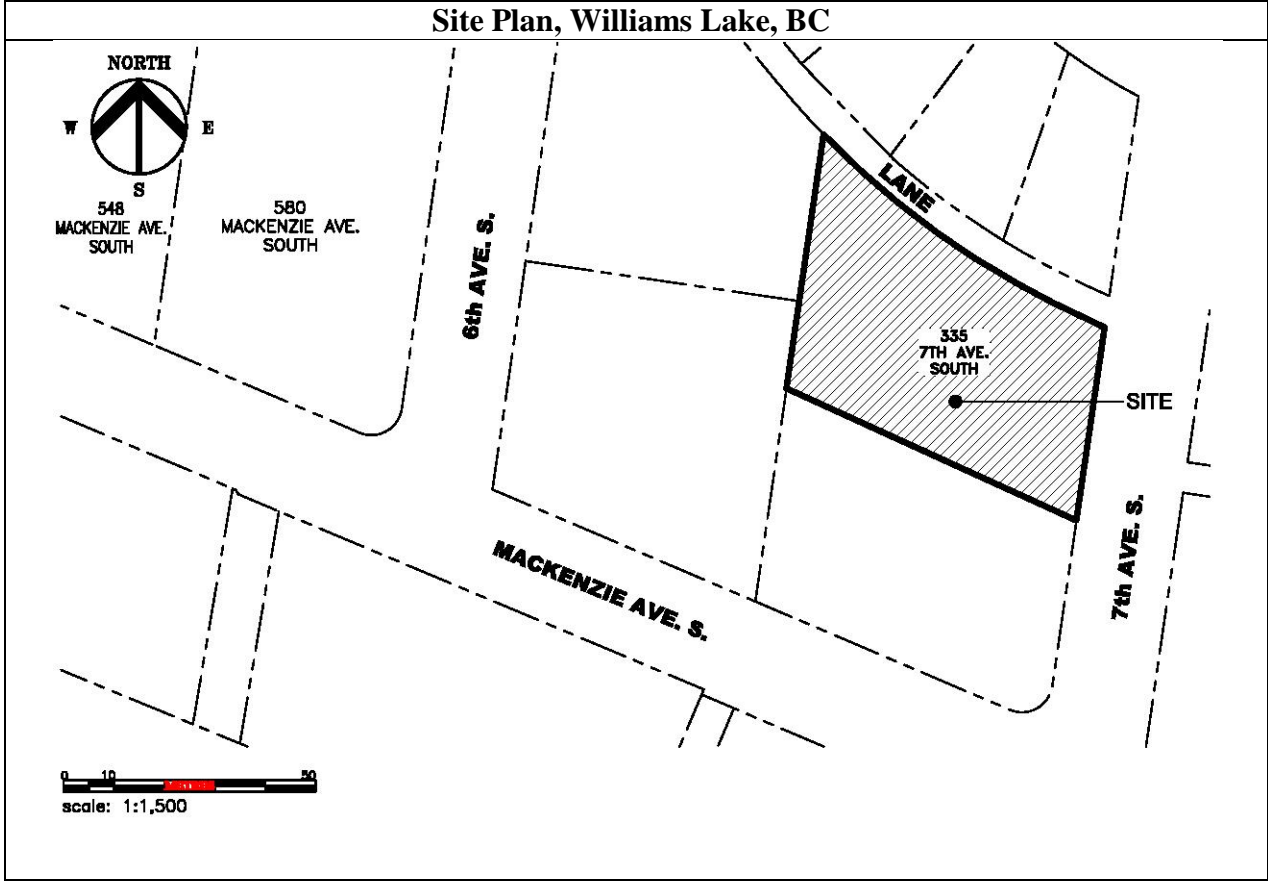 Site Plan, Williams Lake, BC
NORTH
W
E
S
548
MACKENZIE AVE.
SOUTH
580
MACKENZIE AVE.
SOUTH
6th AVE. S.
LANE
335
7TH AVE.
SOUTH
SITE
7th AVE. S.
MACKENZIE AVE. S.
0 10 50
scale: 1:1,500